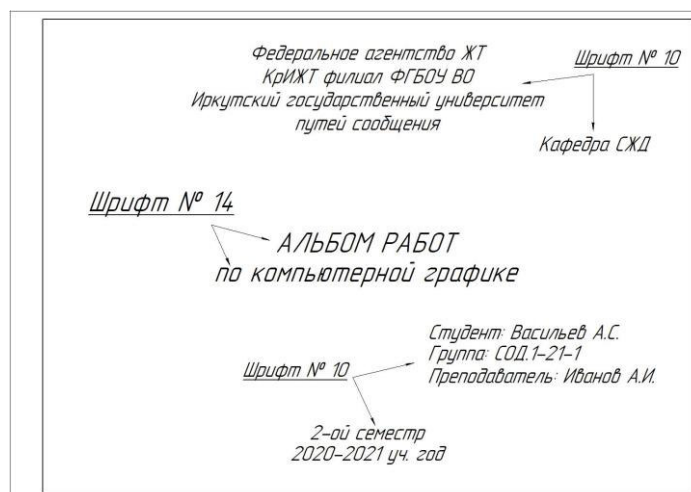 Федеральное агентство ЖТ
Шрифт № 10
КрИЖТ филиал ФГБОУ ВО
Иркутский государственный университет
путей сообщения
Кафедра СЖД
Шрифт № 14
АЛЬБОМ РАБОТ
по компьютерной графике
Студент: Васильев А.С.
Группа: СОД.1-21-1
Шрифт № 10
Преподаватель: Иванов А.И.
2-ой семестр
2020-2021 уч. год